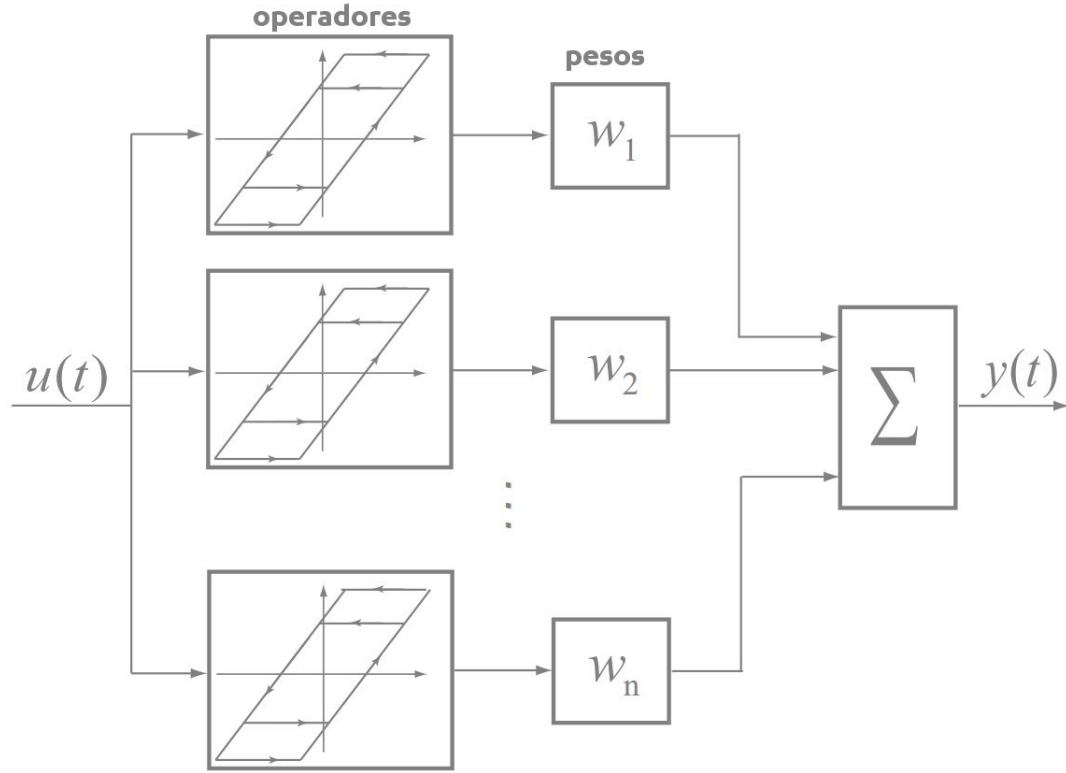 operadores
pesos
w₁
u(t)
w₂
∑
y(t)
⋮
wₙ